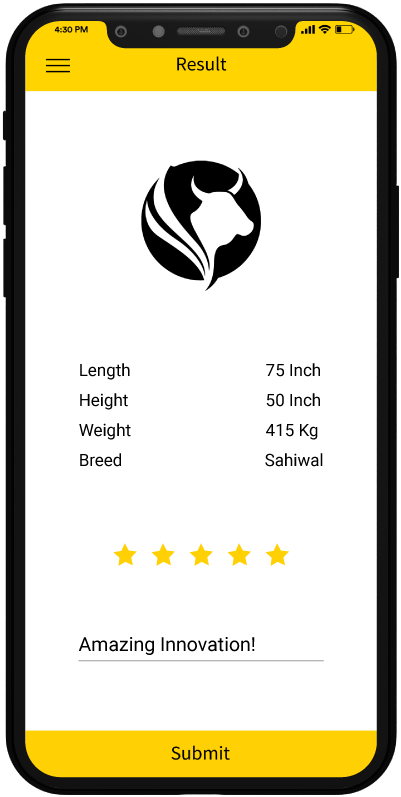 4:30 PM
Result
Length 75 Inch
Height 50 Inch
Weight 415 Kg
Breed Sahiwal
Amazing Innovation!
Submit